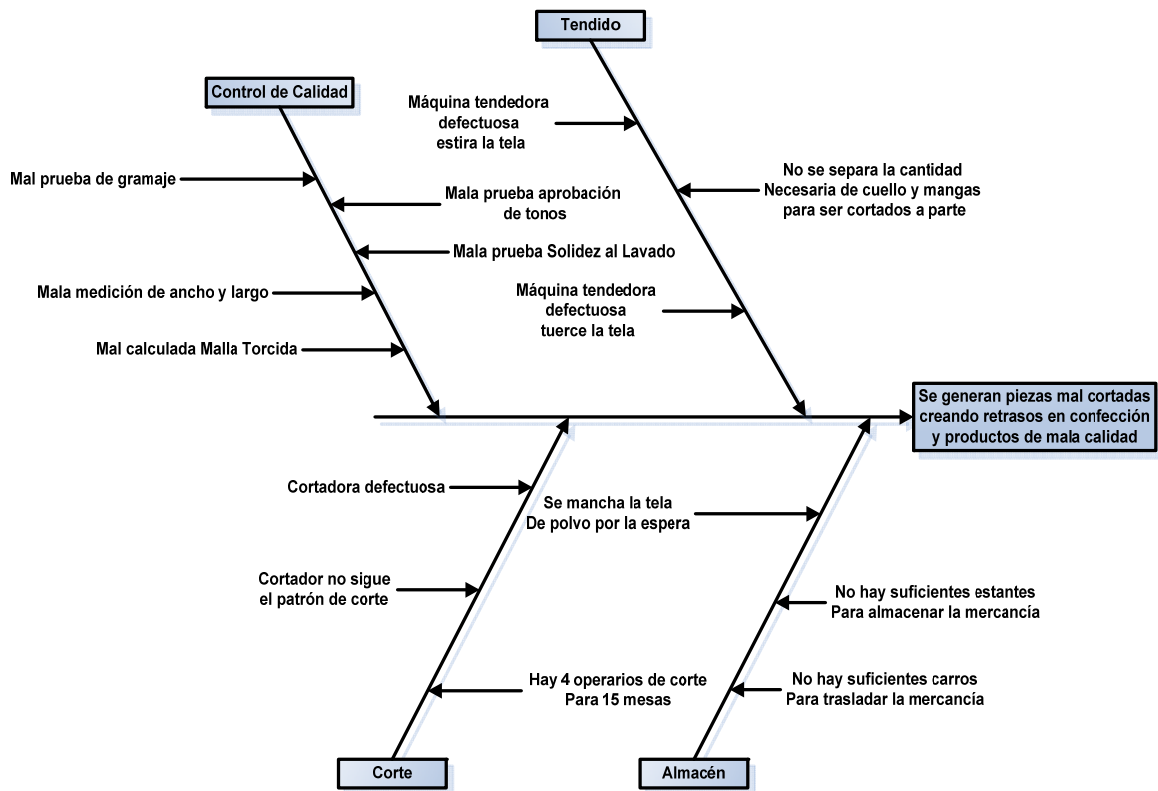 Tendido
Control de Calidad
Máquina tendedora
defectuosa
estira la tela
No se separa la cantidad
Necesaria de cuello y mangas
para ser cortados a parte
Mal prueba de gramaje
Mala prueba aprobación
de tonos
Mala prueba Solidez al Lavado
Mala medición de ancho y largo
Máquina tendedora
defectuosa
tuerce la tela
Mal calculada Malla Torcida
Se generan piezas mal cortadas
creando retrasos en confección
y productos de mala calidad
Cortadora defectuosa
Se mancha la tela
De polvo por la espera
Cortador no sigue
el patrón de corte
No hay suficientes estantes
Para almacenar la mercancía
Hay 4 operarios de corte
Para 15 mesas
No hay suficientes carros
Para trasladar la mercancía
Corte
Almacén